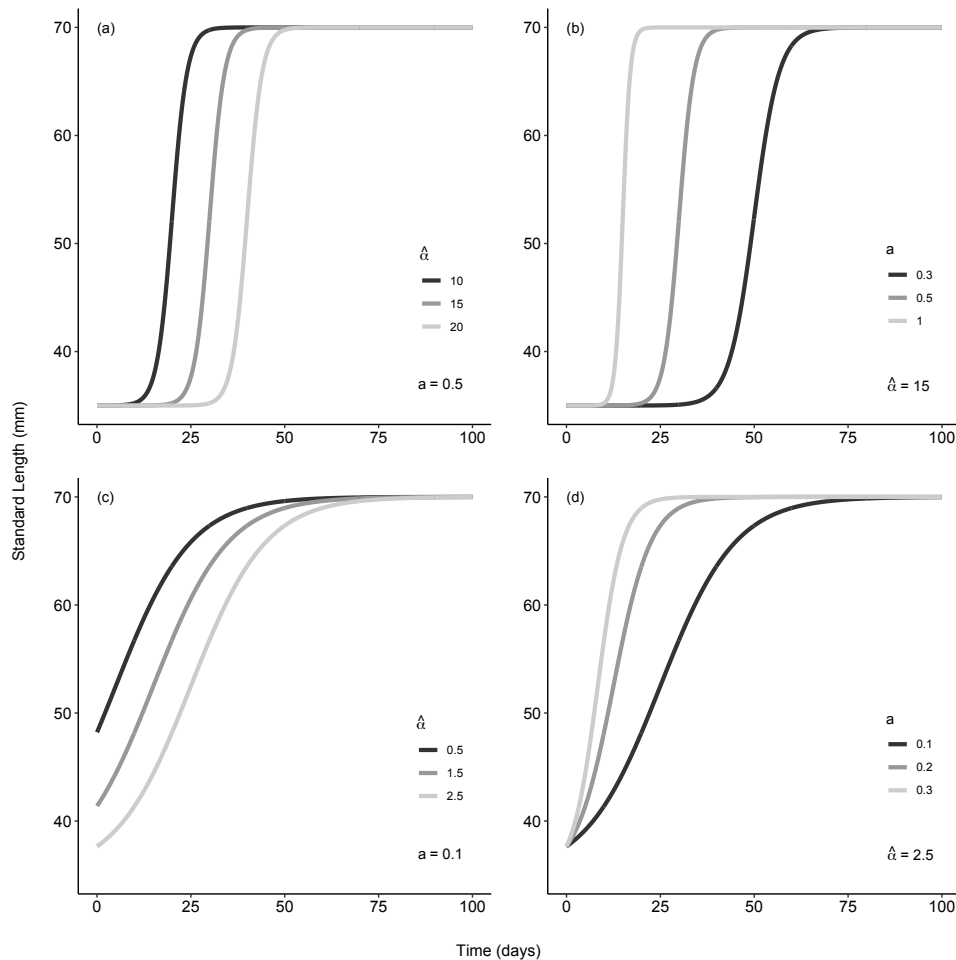 (a)
70
60
50
40
0 25 50 75 100
α̂
10
15
20
a = 0.5
(b)
70
60
50
40
0 25 50 75 100
a
0.3
0.5
1
α̂ = 15
Standard Length (mm)
(c)
70
60
50
40
0 25 50 75 100
α̂
0.5
1.5
2.5
a = 0.1
(d)
70
60
50
40
0 25 50 75 100
a
0.1
0.2
0.3
α̂ = 2.5
Time (days)